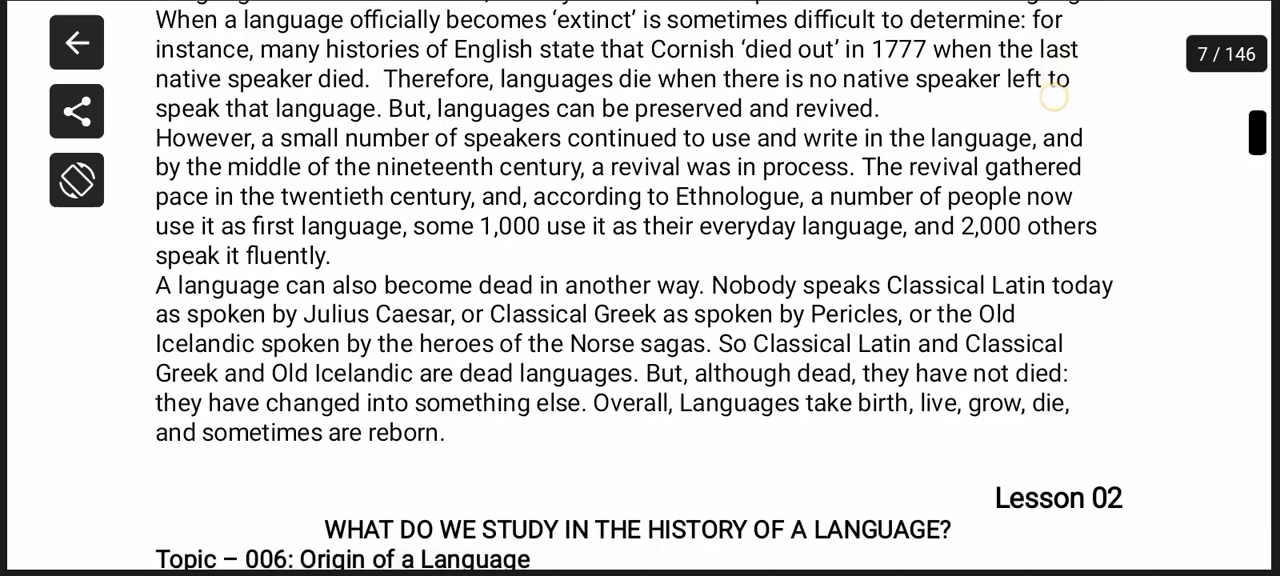 When a language officially becomes ‘extinct’ is sometimes difficult to determine: for
instance, many histories of English state that Cornish ‘died out’ in 1777 when the last
7 / 146
native speaker died.  Therefore, languages die when there is no native speaker left to
speak that language. But, languages can be preserved and revived.
However, a small number of speakers continued to use and write in the language, and
by the middle of the nineteenth century, a revival was in process. The revival gathered
pace in the twentieth century, and, according to Ethnologue, a number of people now
use it as first language, some 1,000 use it as their everyday language, and 2,000 others
speak it fluently.
A language can also become dead in another way. Nobody speaks Classical Latin today
as spoken by Julius Caesar, or Classical Greek as spoken by Pericles, or the Old
Icelandic spoken by the heroes of the Norse sagas. So Classical Latin and Classical
Greek and Old Icelandic are dead languages. But, although dead, they have not died:
they have changed into something else. Overall, Languages take birth, live, grow, die,
and sometimes are reborn.
Lesson 02
WHAT DO WE STUDY IN THE HISTORY OF A LANGUAGE?
Topic – 006: Origin of a Language